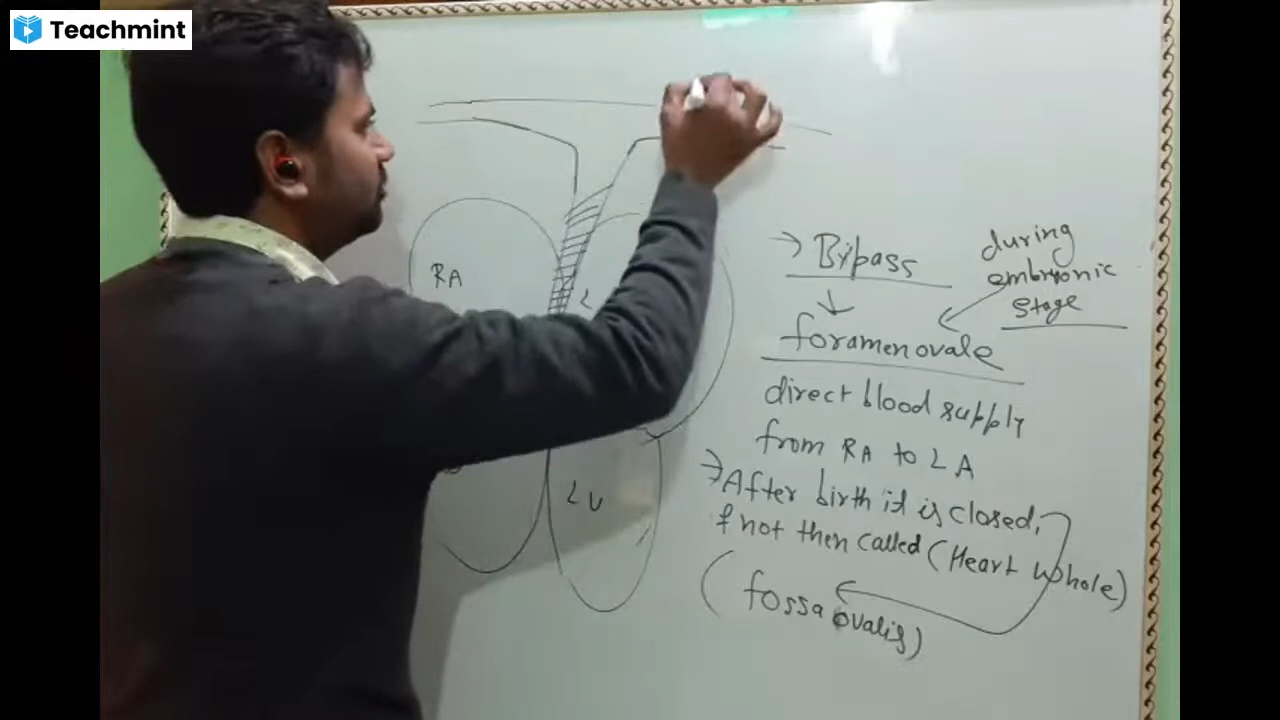 Teachmint
RA
L
LV
→ Bypass
during
embryonic
stage
foramen ovale
direct blood supply
from RA to LA
→ After birth it is closed,
if not then called (Heart Whole)
(fossa ovalis)